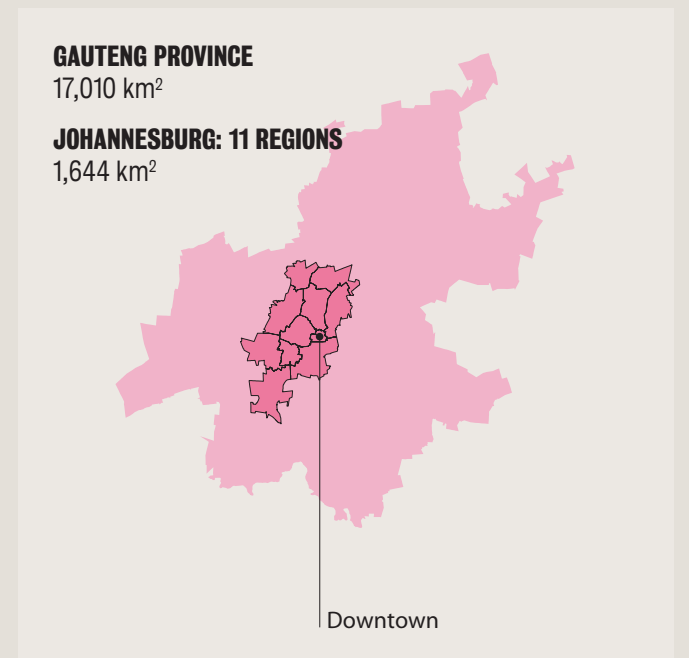 GAUTENG PROVINCE
17,010 km²
JOHANNESBURG: 11 REGIONS
1,644 km²
Downtown